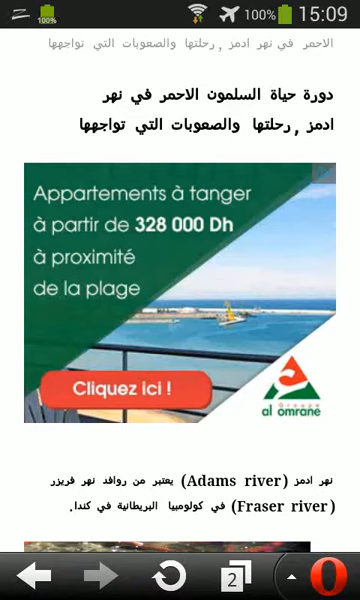 100%
100%
15:09
الاحمر في نهر ادمز ,رحلتها والصعوبات التي تواجهها
دورة حياة السلمون الاحمر في نهر
ادمز ,رحلتها والصعوبات التي تواجهها
Appartements à tanger
à partir de 328 000 Dh
à proximité
de la plage
Cliquez ici !
Groupe
al omrane
نهر ادمز (Adams river) يعتبر من روافد نهر فريزر
(Fraser river) في كولومبيا البريطانية في كندا.
2